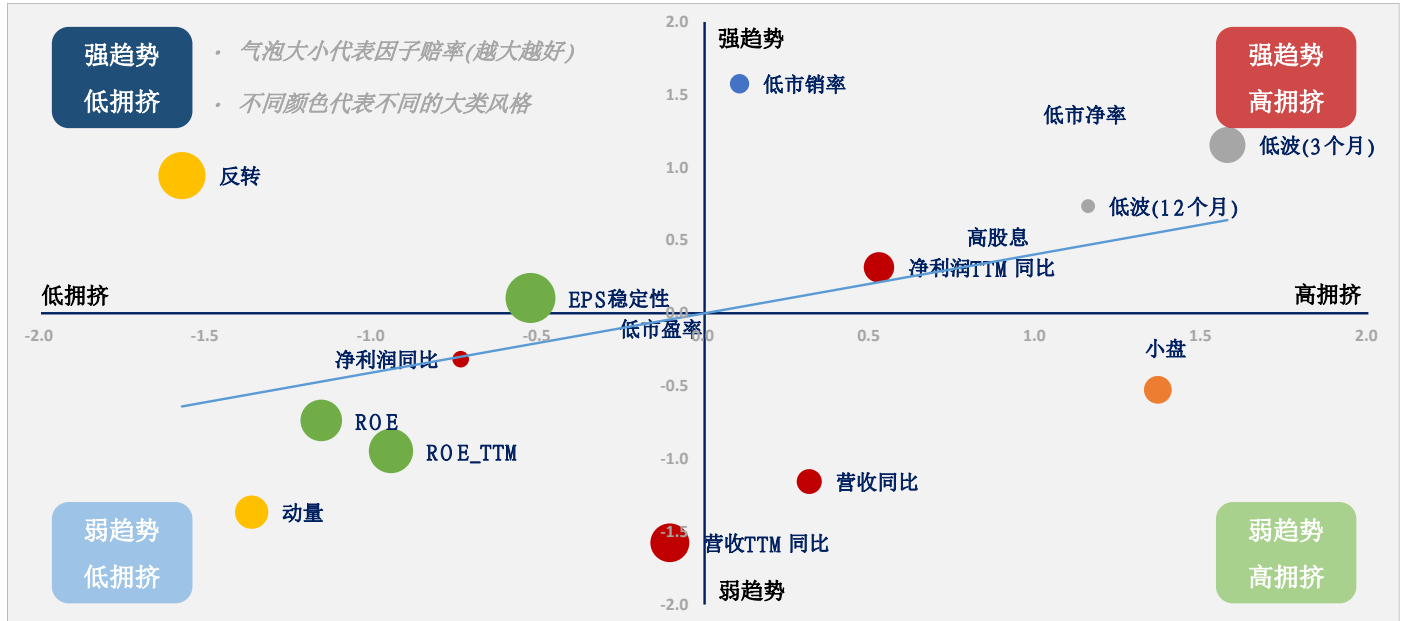 强趋势
低拥挤
· 气泡大小代表因子赔率(越大越好)
· 不同颜色代表不同的大类风格
2.0
强趋势
强趋势
高拥挤
1.5
低市销率
低市净率
低波(3个月)
1.0
反转
低波(12个月)
0.5
高股息
净利润TTM 同比
低拥挤
EPS稳定性
0.0
高拥挤
-2.0
-1.5
-1.0
-0.5
低市盈率
0.0
0.5
1.0
1.5
2.0
净利润同比
小盘
-0.5
ROE
ROE_TTM
-1.0
营收同比
动量
-1.5
营收TTM 同比
弱趋势
低拥挤
弱趋势
高拥挤
弱趋势
-2.0